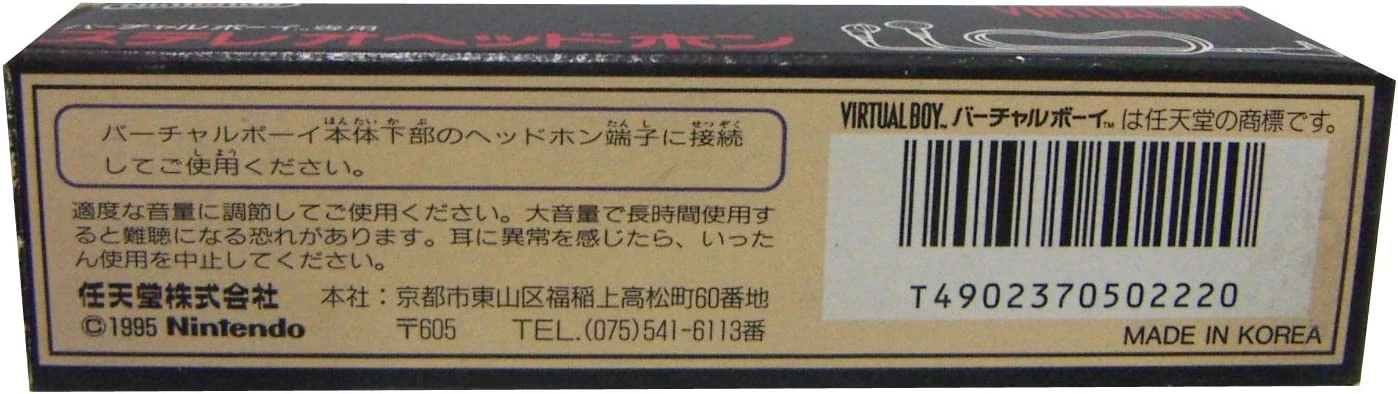 Nintendo
バーチャルボーイ専用
ステレオヘッドホン
VIRTUAL BOY
バーチャルボーイ本体下部のヘッドホン端子に接続
してご使用ください。
適度な音量に調節してご使用ください。大音量で長時間使用す
ると難聴になる恐れがあります。耳に異常を感じたら、いった
ん使用を中止してください。
任天堂株式会社 本社：京都市東山区福稲上高松町60番地
©1995 Nintendo 〒605 TEL.(075)541-6113番
VIRTUAL BOY™ バーチャルボーイ™は任天堂の商標です。
T4902370502220
MADE IN KOREA